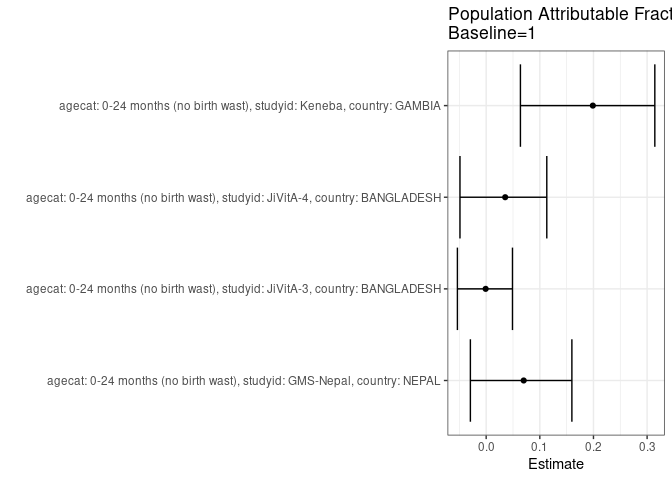 Population Attributable Fract
Baseline=1
agecat: 0-24 months (no birth wast), studyid: Keneba, country: GAMBIA
agecat: 0-24 months (no birth wast), studyid: JiVitA-4, country: BANGLADESH
agecat: 0-24 months (no birth wast), studyid: JiVitA-3, country: BANGLADESH
agecat: 0-24 months (no birth wast), studyid: GMS-Nepal, country: NEPAL
0.0 0.1 0.2 0.3
Estimate